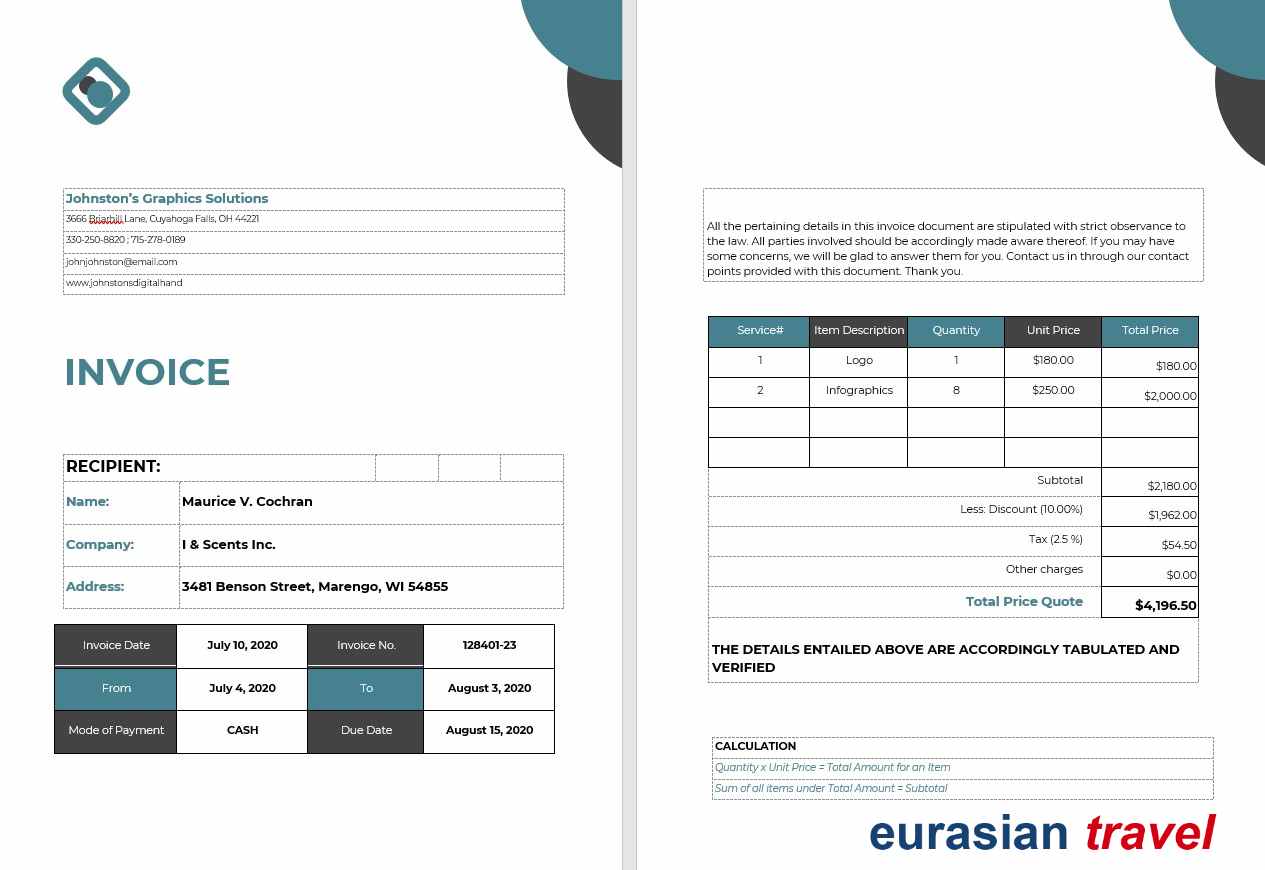 Johnston's Graphics Solutions
3666 Briarhill Lane, Cuyahoga Falls, OH 44221
330-250-8820 ; 715-278-0189
johnjohnston@email.com
www.johnstonsdigitalhand
INVOICE
RECIPIENT:
Name: Maurice V. Cochran
Company: I & Scents Inc.
Address: 3481 Benson Street, Marengo, WI 54855
Invoice Date July 10, 2020 Invoice No. 128401-23
From July 4, 2020 To August 3, 2020
Mode of Payment CASH Due Date August 15, 2020
All the pertaining details in this invoice document are stipulated with strict observance to
the law. All parties involved should be accordingly made aware thereof. If you may have
some concerns, we will be glad to answer them for you. Contact us in through our contact
points provided with this document. Thank you.
Service# Item Description Quantity Unit Price Total Price
1 Logo 1 $180.00 $180.00
2 Infographics 8 $250.00 $2,000.00
Subtotal $2,180.00
Less: Discount (10.00%) $1,962.00
Tax (2.5 %) $54.50
Other charges $0.00
Total Price Quote $4,196.50
THE DETAILS ENTAILED ABOVE ARE ACCORDINGLY TABULATED AND
VERIFIED
CALCULATION
Quantity x Unit Price = Total Amount for an Item
Sum of all items under Total Amount = Subtotal
eurasian travel